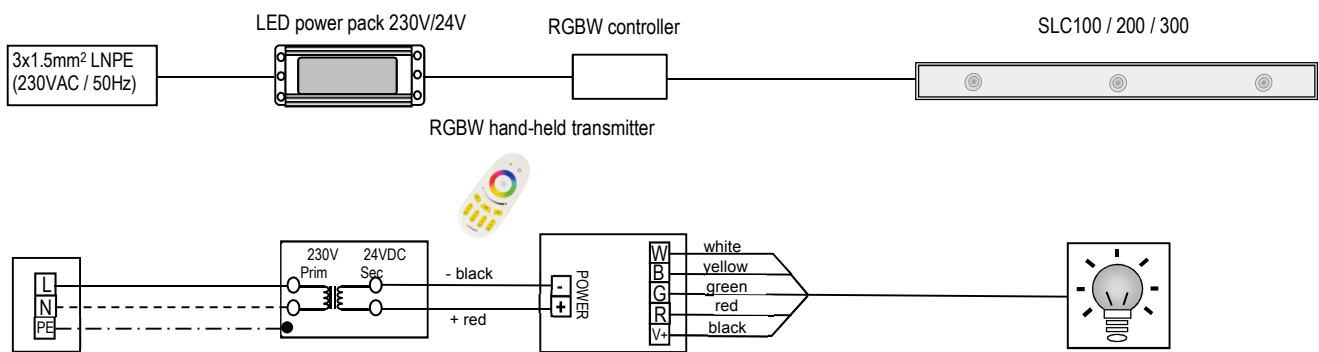 LED power pack 230V/24V
RGBW controller
SLC100 / 200 / 300
3x1.5mm² LNPE
(230VAC / 50Hz)
RGBW hand-held transmitter
230V
Prim
24VDC
Sec
L
N
PE
- black
+ red
-
+
POWER
W
B
G
R
V+
white
yellow
green
red
black